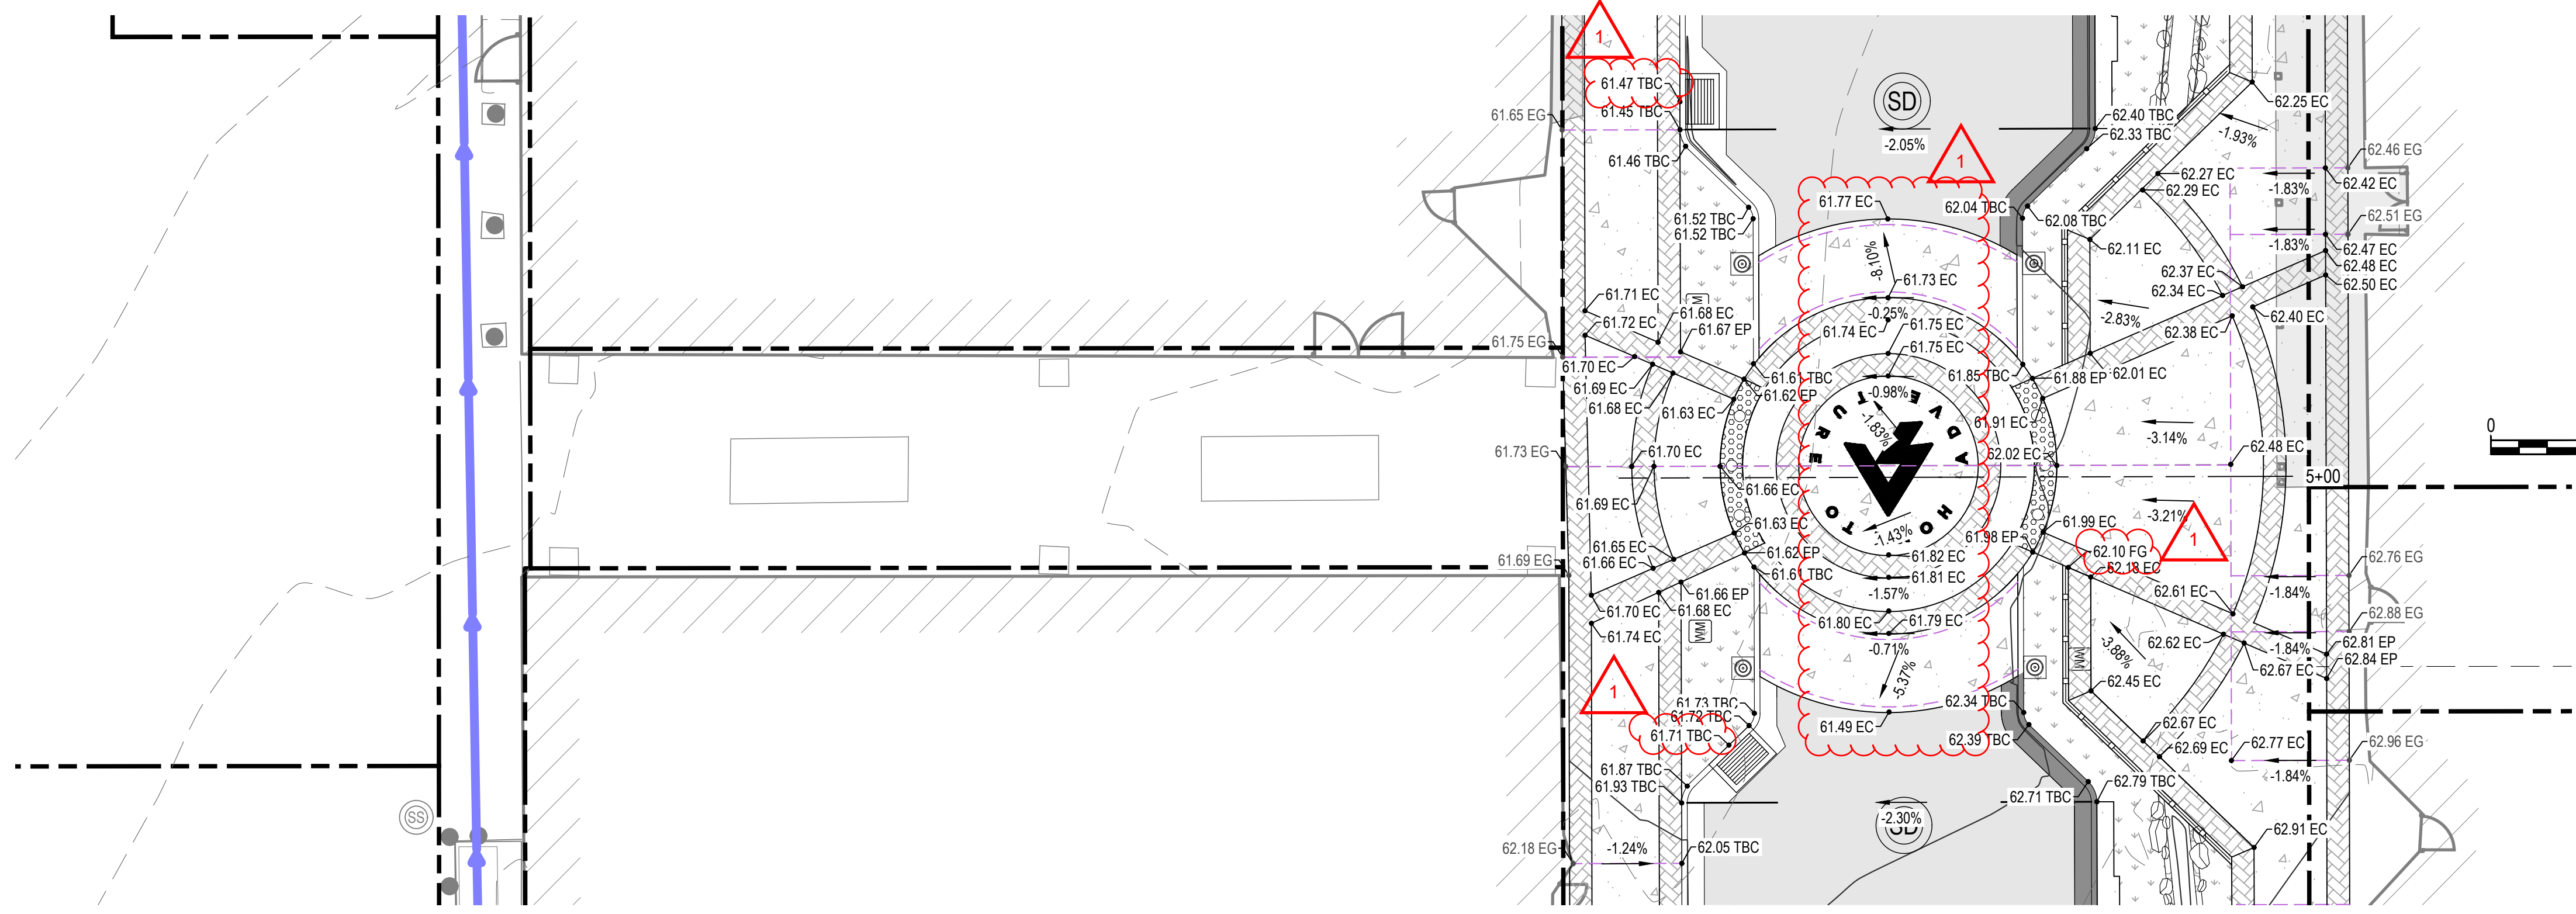 1
61.47 TBC
61.45 TBC
61.65 EG
61.46 TBC
SD
-2.05%
1
62.40 TBC
62.33 TBC
62.25 EC
-1.93%
62.46 EG
62.27 EC
62.29 EC
-1.83%
62.42 EC
61.77 EC
62.04 TBC
62.08 TBC
62.51 EG
61.52 TBC
61.52 TBC
-8.10%
62.11 EC
-1.83%
62.47 EC
62.48 EC
62.37 EC
62.34 EC
62.50 EC
61.73 EC
61.71 EC
WM
61.68 EC
-0.25%
61.72 EC
61.67 EP
61.74 EC
61.75 EC
-2.83%
62.38 EC
62.40 EC
61.75 EG
61.75 EC
61.70 EC
61.69 EC
61.61 TBC
61.62 EP
61.85 TBC
61.88 EP
62.01 EC
-0.98%
61.68 EC
61.63 EC
-1.83%
61.91 EC
-3.14%
HOTO
ADVETTURE
61.73 EG
61.70 EC
62.02 EC
62.48 EC
5+00
0
61.66 EC
61.69 EC
61.63 EC
-1.43%
61.98 EP
61.99 EC
-3.21%
1
61.65 EC
61.66 EC
61.69 EG
61.62 EP
61.61 TBC
61.82 EC
61.81 EC
62.10 FG
62.18 EC
62.76 EG
61.66 EP
61.68 EC
-1.57%
62.61 EC
-1.84%
61.70 EC
61.74 EC
WM
61.80 EC
61.79 EC
62.88 EG
-0.71%
-5.37%
-3.88%
WM
62.62 EC
-1.84%
62.81 EP
62.84 EP
62.67 EC
1
62.45 EC
61.73 TBC
61.72 TBC
61.71 TBC
61.49 EC
62.34 TBC
62.39 TBC
62.67 EC
62.69 EC
62.77 EC
62.96 EG
-1.84%
61.87 TBC
61.93 TBC
62.71 TBC
62.79 TBC
SS
-2.30%
SD
62.91 EC
62.18 EG
-1.24%
62.05 TBC